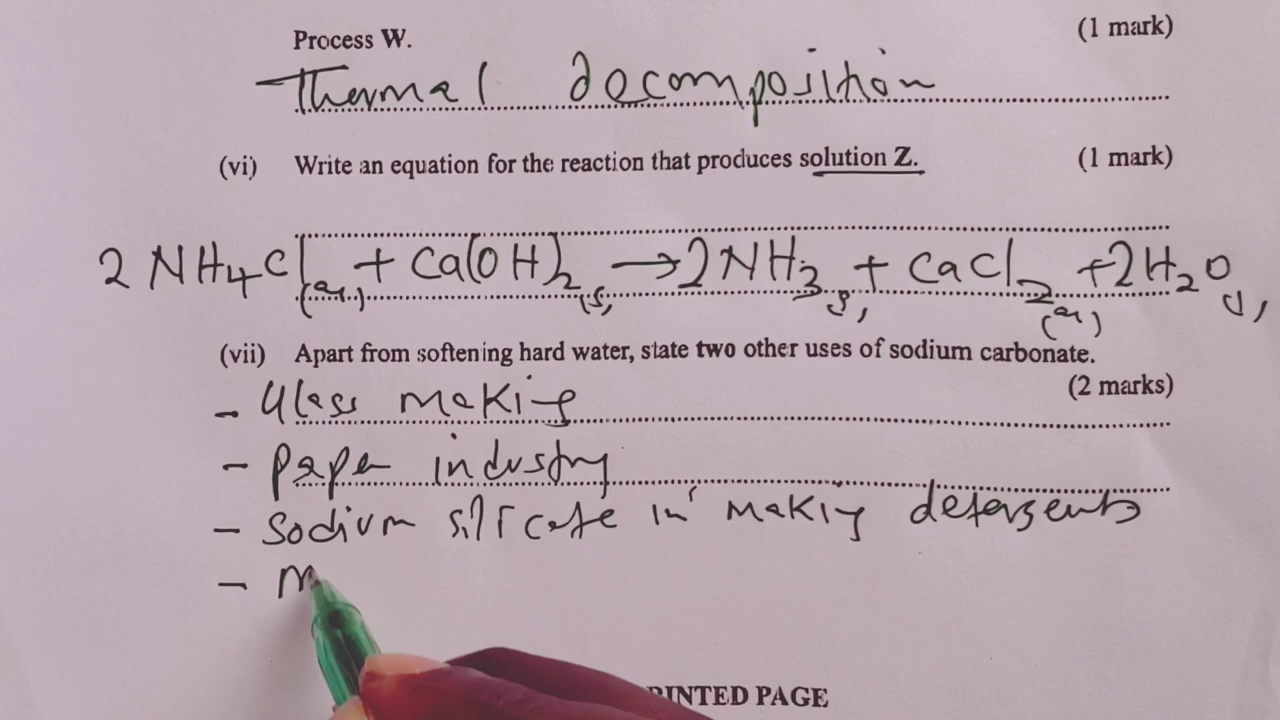 Process W. (1 mark)
Thermal decomposition
(vi) Write an equation for the reaction that produces solution Z. (1 mark)
2NH₄Cl(aq) + Ca(OH)₂(s) → 2NH₃(g) + CaCl₂(aq) + 2H₂O(l)
(vii) Apart from softening hard water, state two other uses of sodium carbonate.
(2 marks)
- Glass making
- paper industry
- sodium silicate in making detergents
- M
PRINTED PAGE